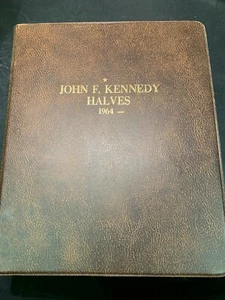 JOHN F. KENNEDY
HALVES
1964 —